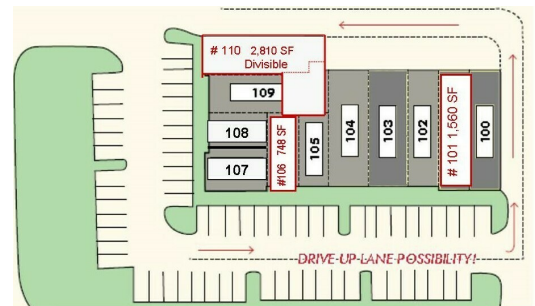 # 110 2,810 SF
Divisible
109
108
107
#106 748 SF
105
104
103
102
# 101 1,560 SF
100
DRIVE-UP-LANE POSSIBILITY!